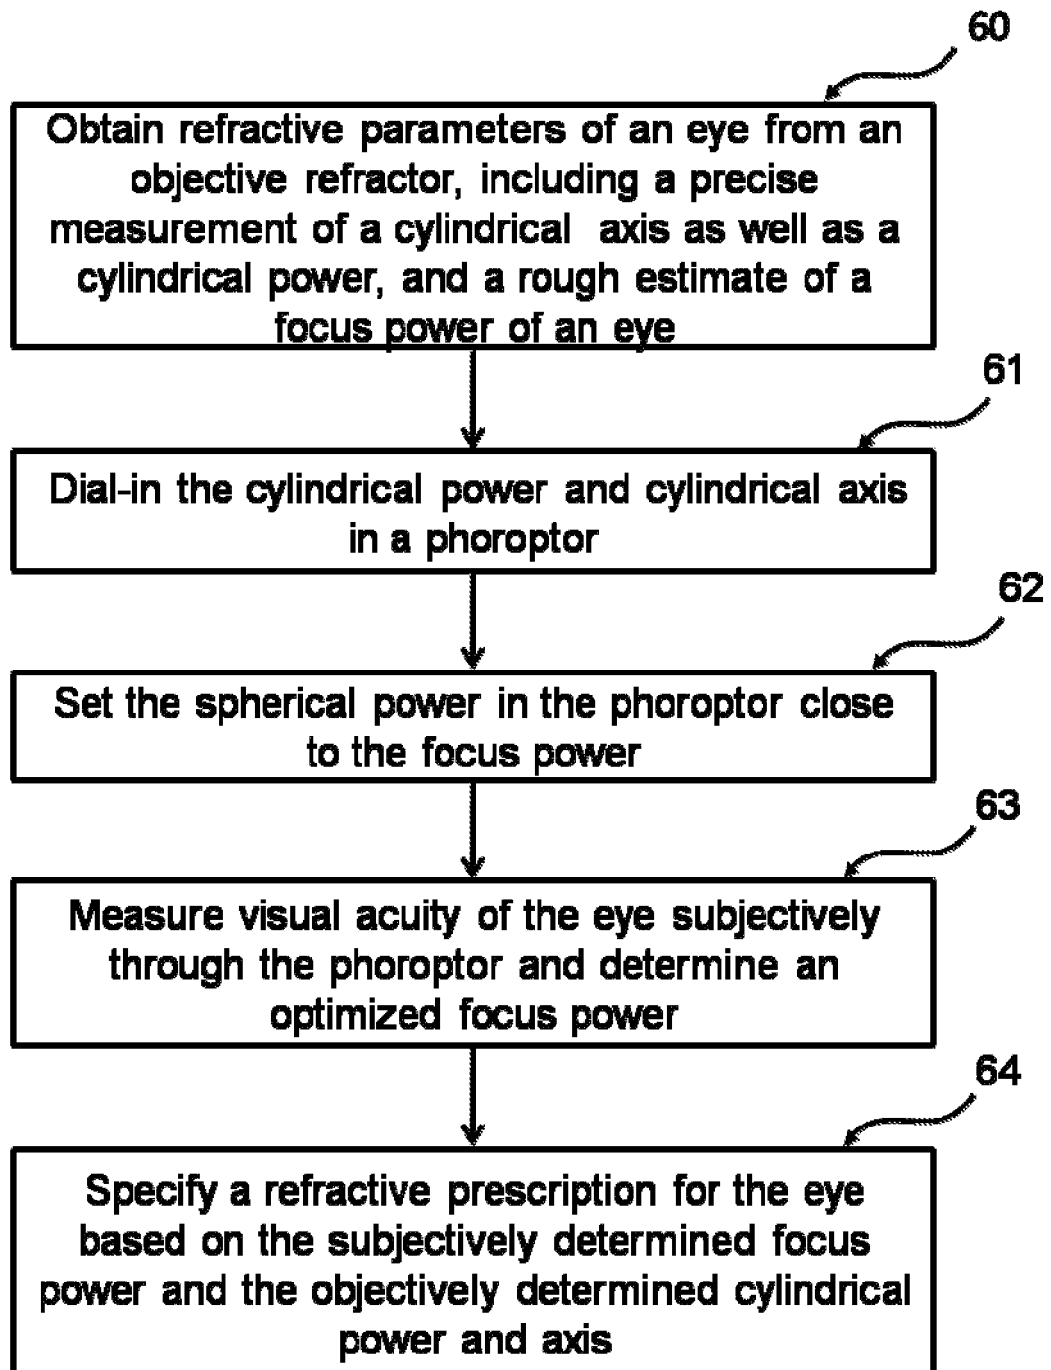 60
Obtain refractive parameters of an eye from an
objective refractor, including a precise
measurement of a cylindrical axis as well as a
cylindrical power, and a rough estimate of a
focus power of an eye
61
Dial-in the cylindrical power and cylindrical axis
in a phoroptor
62
Set the spherical power in the phoroptor close
to the focus power
63
Measure visual acuity of the eye subjectively
through the phoroptor and determine an
optimized focus power
64
Specify a refractive prescription for the eye
based on the subjectively determined focus
power and the objectively determined cylindrical
power and axis